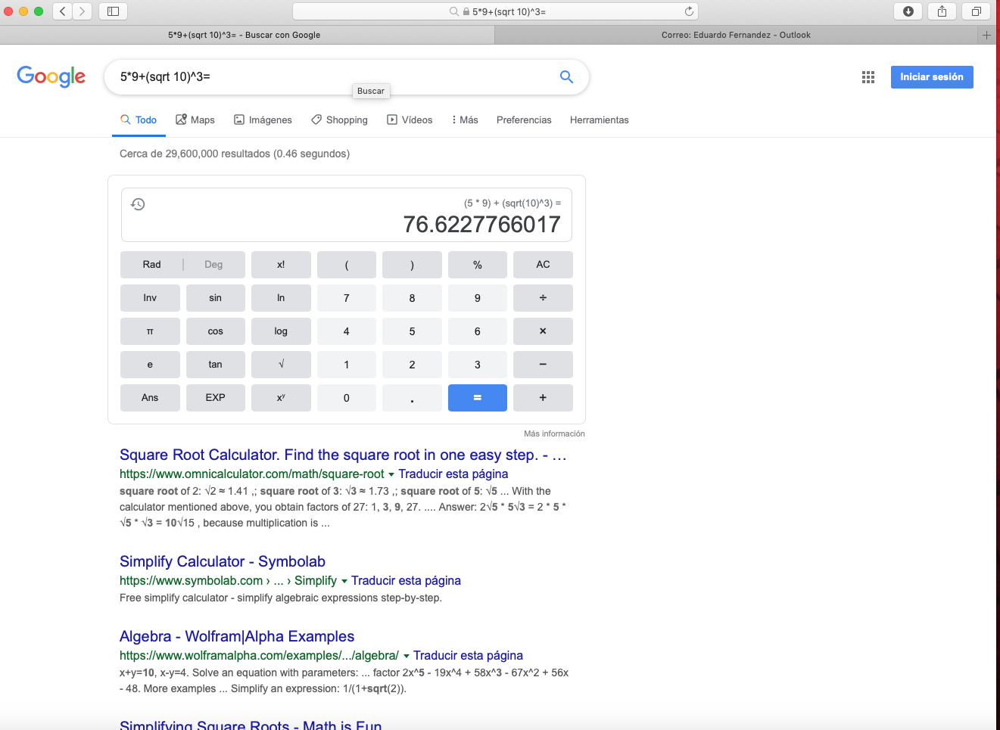 5*9+(sqrt 10)^3=
5*9+(sqrt 10)^3= - Buscar con Google
Correo: Eduardo Fernandez - Outlook
Google
5*9+(sqrt 10)^3=
Buscar
Iniciar sesión
Todo Maps Imágenes Shopping Vídeos Más Preferencias Herramientas
Cerca de 29,600,000 resultados (0.46 segundos)
(5 * 9) + (sqrt(10)^3) =
76.6227766017
Rad | Deg x! ( ) % AC
Inv sin ln 7 8 9 ÷
π cos log 4 5 6 ×
e tan √ 1 2 3 −
Ans EXP xʸ 0 . = +
Más información
Square Root Calculator. Find the square root in one easy step. - ...
https://www.omnicalculator.com/math/square-root Traducir esta página
square root of 2: √2 ≈ 1.41 ,; square root of 3: √3 ≈ 1.73 ,; square root of 5: √5 ... With the
calculator mentioned above, you obtain factors of 27: 1, 3, 9, 27. .... Answer: 2√5 * 5√3 = 2 * 5 *
√5 * √3 = 10√15 , because multiplication is ...
Simplify Calculator - Symbolab
https://www.symbolab.com › ... › Simplify Traducir esta página
Free simplify calculator - simplify algebraic expressions step-by-step.
Algebra - Wolfram|Alpha Examples
https://www.wolframalpha.com/examples/.../algebra/ Traducir esta página
x+y=10, x-y=4. Solve an equation with parameters: ... factor 2x^5 - 19x^4 + 58x^3 - 67x^2 + 56x
- 48. More examples ... Simplify an expression: 1/(1+sqrt(2)).
Simplifying Square Roots - Math is Fun